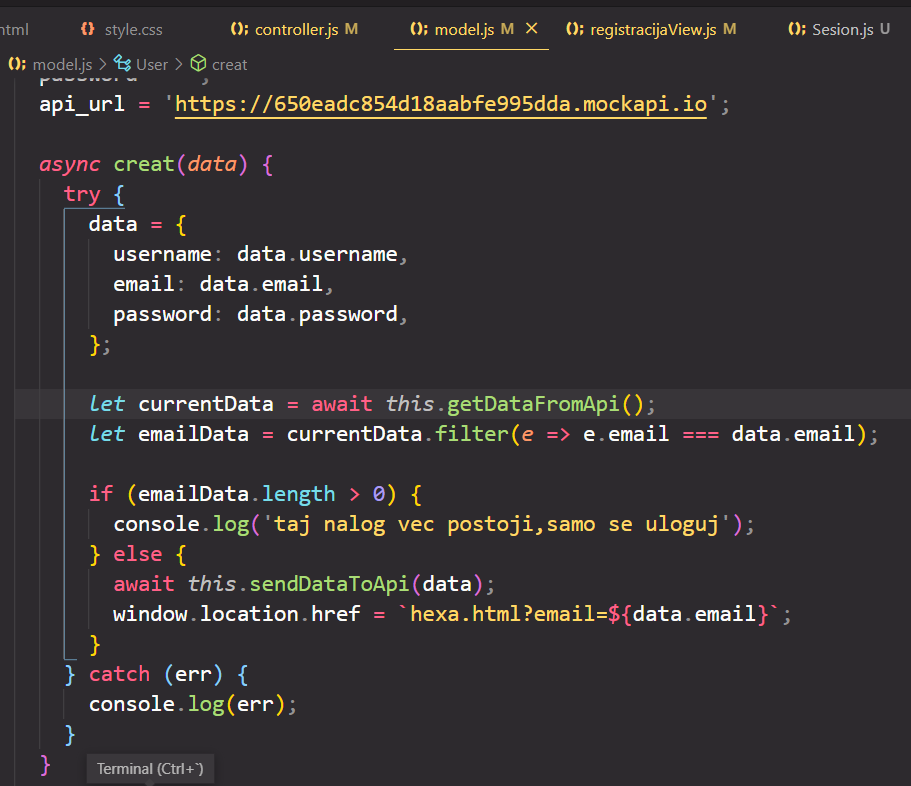 html style.css controller.js M model.js M registracijaView.js M Sesion.js U
model.js > User > creat
api_url = 'https://650eadc854d18aabfe995dda.mockapi.io';
async creat(data) {
try {
data = {
username: data.username,
email: data.email,
password: data.password,
};
let currentData = await this.getDataFromApi();
let emailData = currentData.filter(e => e.email === data.email);
if (emailData.length > 0) {
console.log('taj nalog vec postoji,samo se uloguj');
} else {
await this.sendDataToApi(data);
window.location.href = `hexa.html?email=${data.email}`;
}
} catch (err) {
console.log(err);
}
}
Terminal (Ctrl+`)